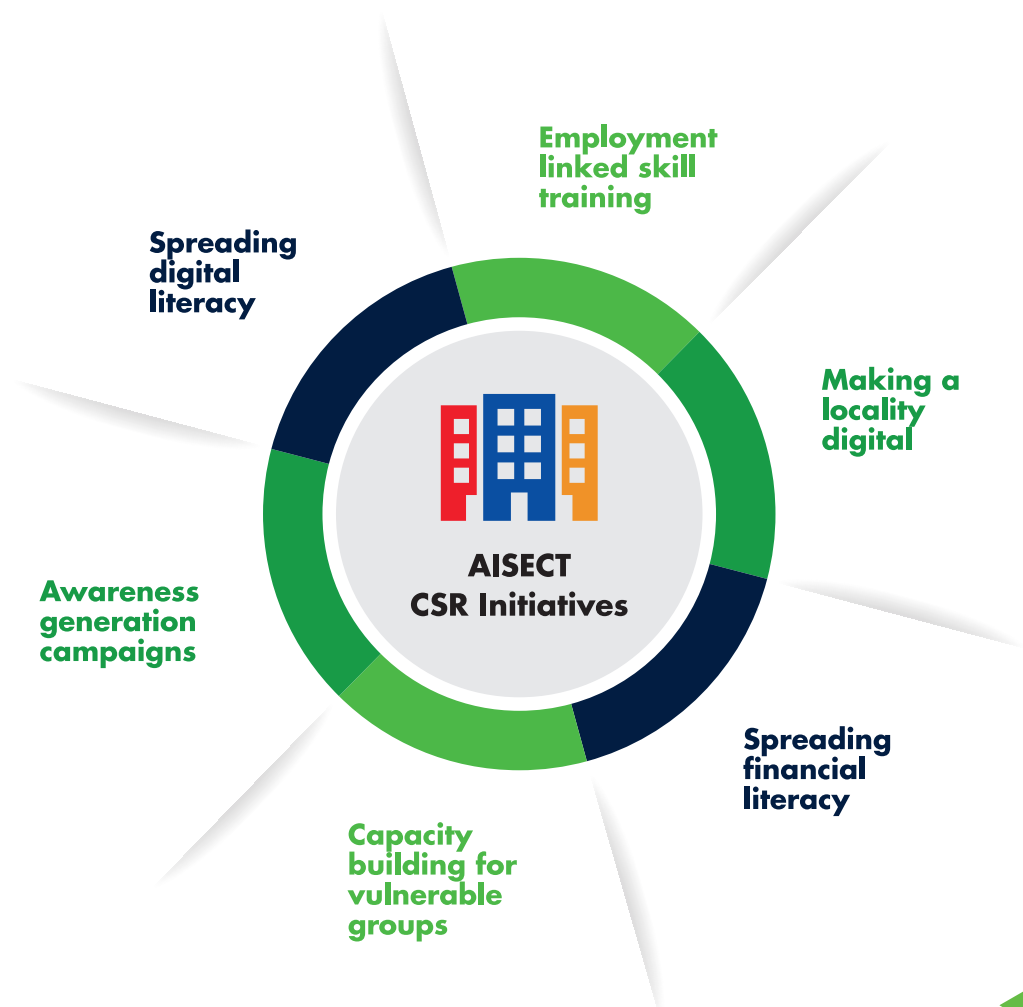 Employment
linked skill
training
Making a
locality
digital
Spreading
financial
literacy
Capacity
building for
vulnerable
groups
Awareness
generation
campaigns
Spreading
digital
literacy
AISECT
CSR Initiatives